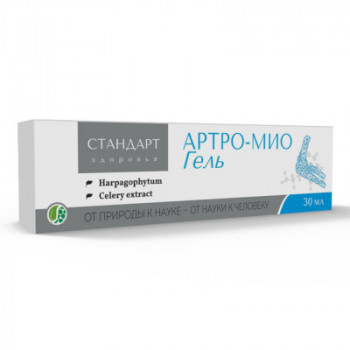 СТАНДАРТ
здоровья
Harpagophytum
Celery extract
АРТРО-МИО
Гель
ОТ ПРИРОДЫ К НАУКЕ – ОТ НАУКИ К ЧЕЛОВЕКУ
30 МЛ